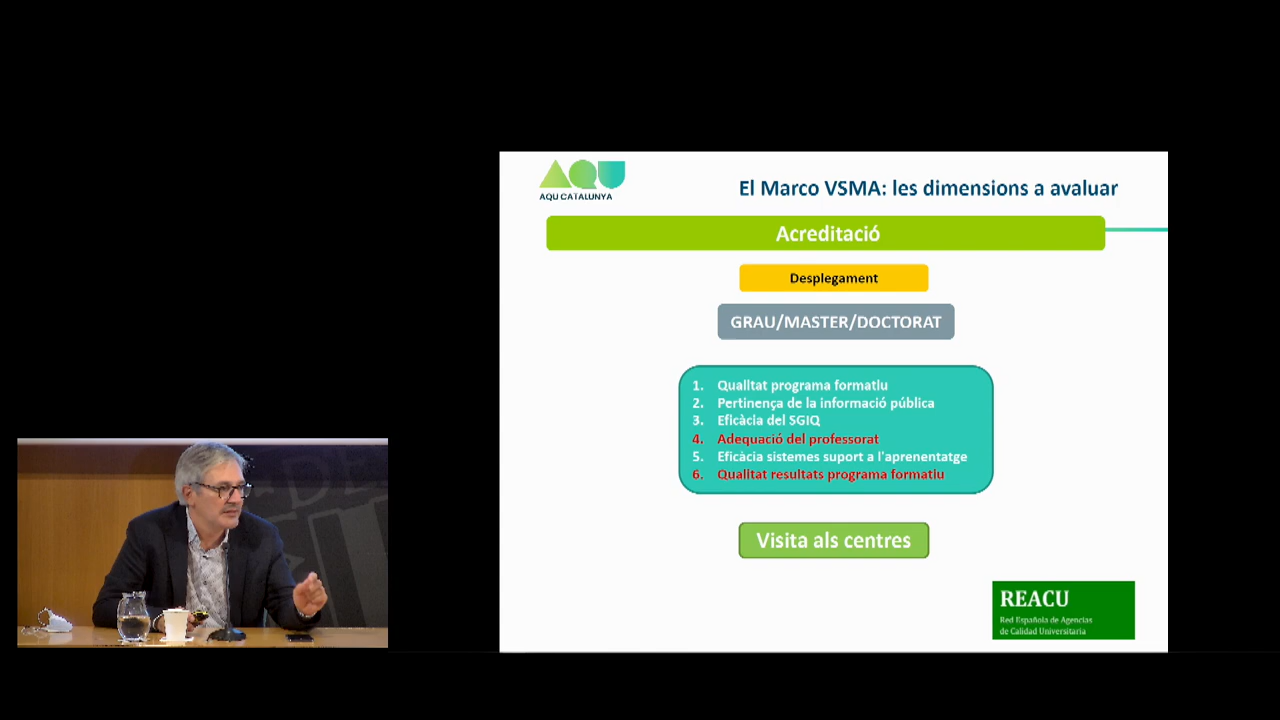 AQU
AQU CATALUNYA
El Marco VSMA: les dimensions a avaluar
Acreditació
Desplegament
GRAU/MASTER/DOCTORAT
1. Qualitat programa formatiu
2. Pertinença de la informació pública
3. Eficàcia del SGIQ
4. Adequació del professorat
5. Eficàcia sistemes suport a l'aprenentatge
6. Qualitat resultats programa formatiu
Visita als centres
REACU
Red Española de Agencias
de Calidad Universitaria